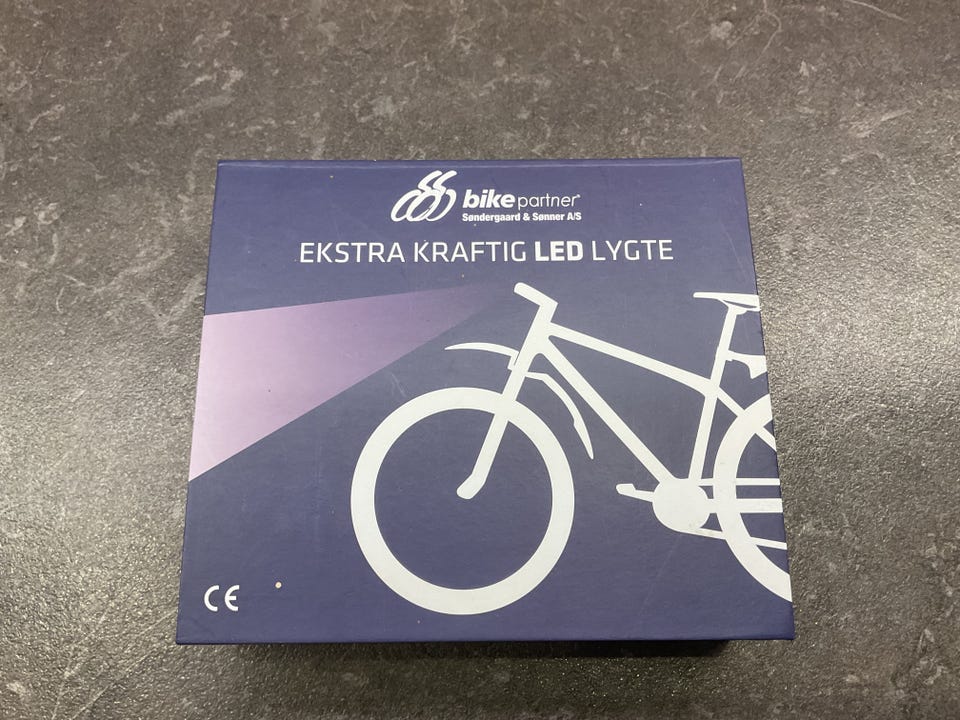 bikepartner
Søndergaard & Sønner A/S
EKSTRA KRAFTIG LED LYGTE
CE